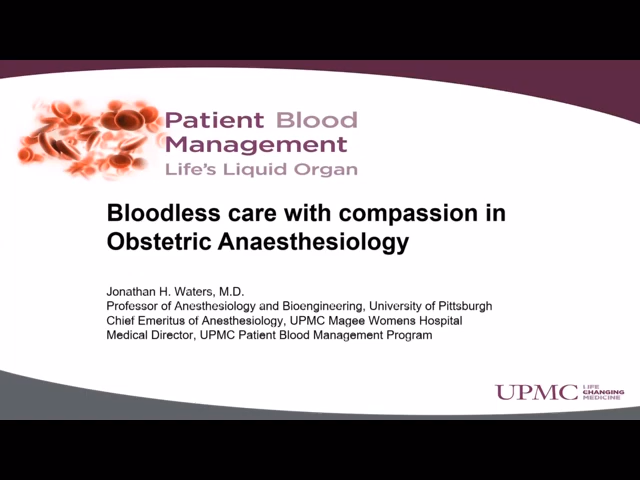 Patient Blood
Management
Life's Liquid Organ
Bloodless care with compassion in
Obstetric Anaesthesiology
Jonathan H. Waters, M.D.
Professor of Anesthesiology and Bioengineering, University of Pittsburgh
Chief Emeritus of Anesthesiology, UPMC Magee Womens Hospital
Medical Director, UPMC Patient Blood Management Program
UPMC
LIFE
CHANGING
MEDICINE